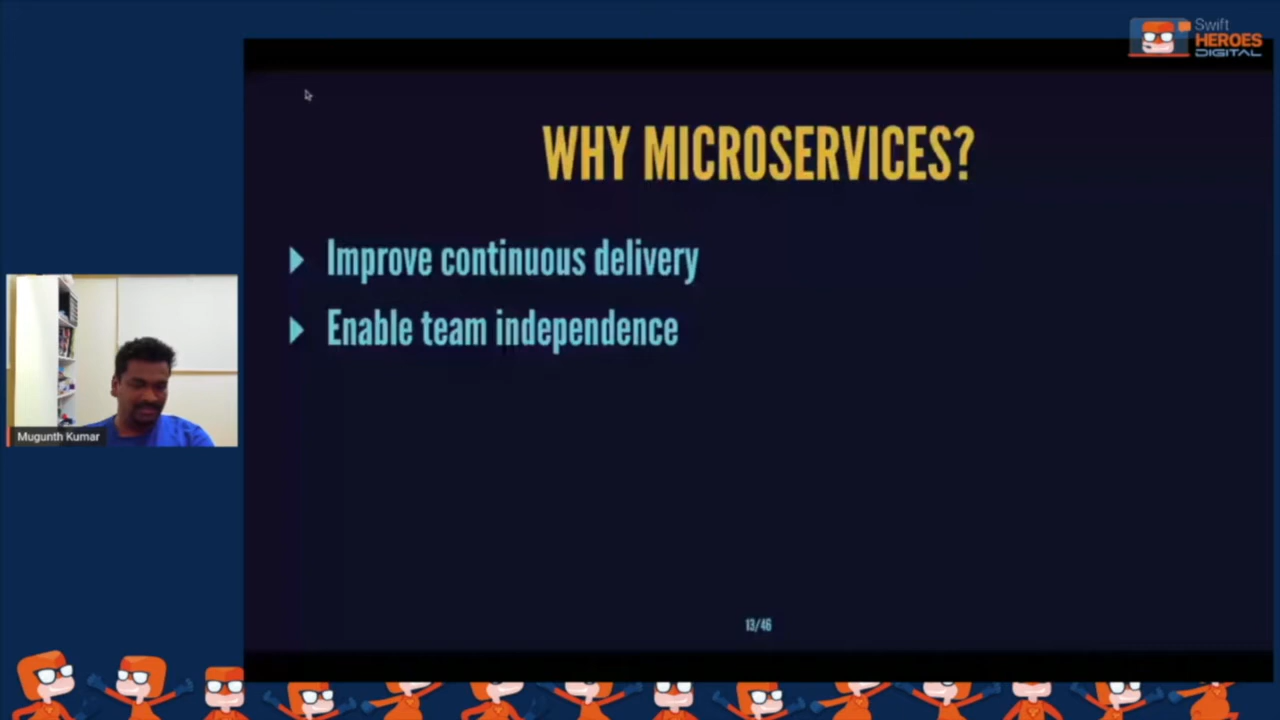 Swift
HEROES
DIGITAL
WHY MICROSERVICES?
Improve continuous delivery
Enable team independence
Mugunth Kumar
13/46